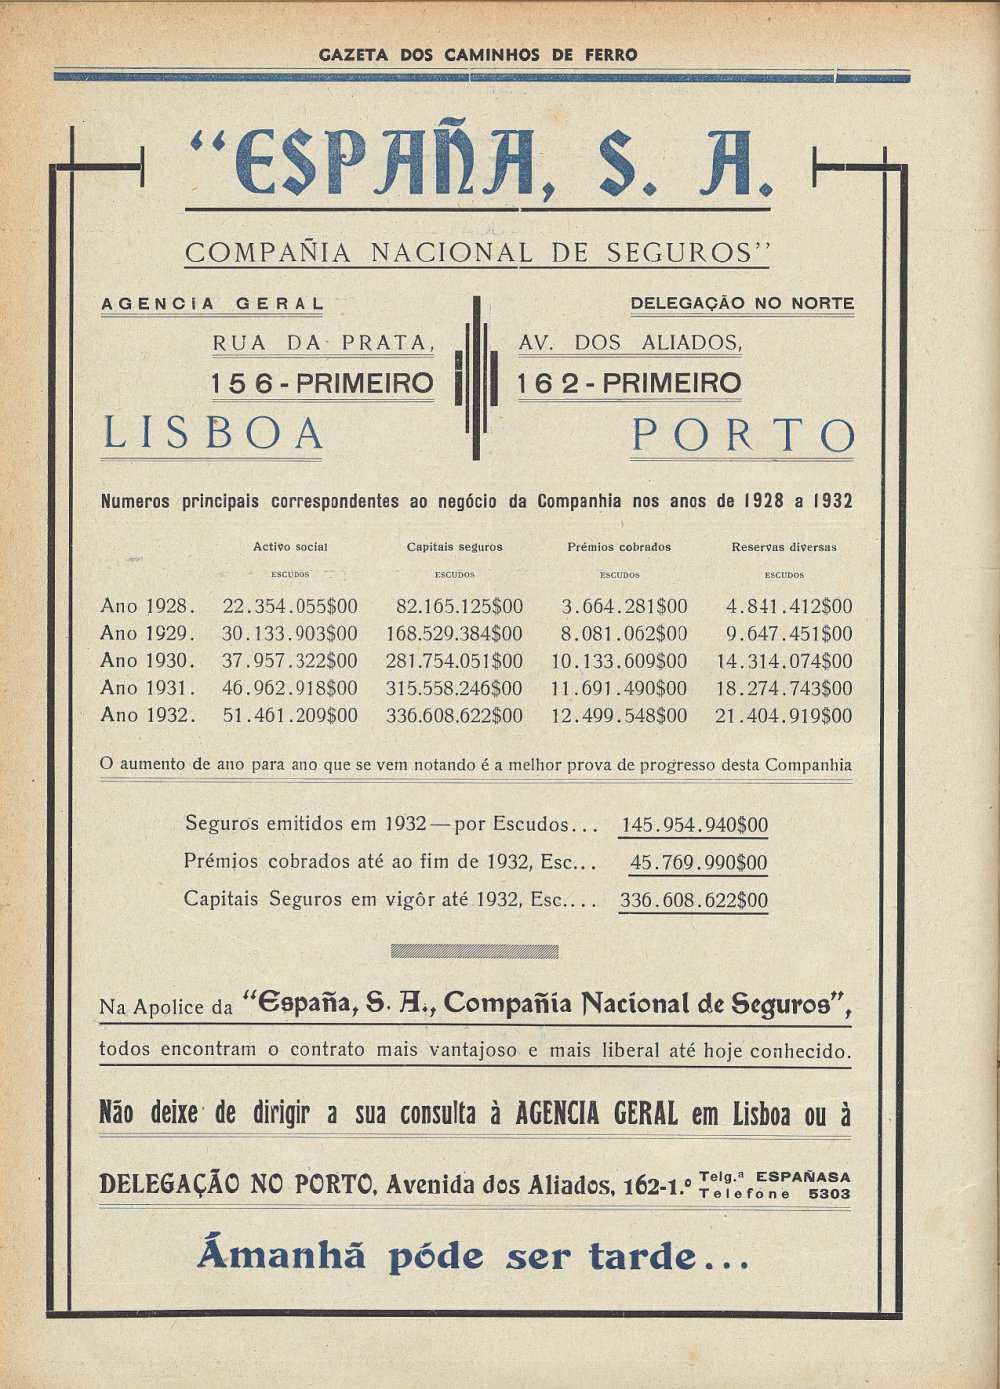 GAZETA DOS CAMINHOS DE FERRO
“ESPAÑA, S. A.
COMPAÑIA NACIONAL DE SEGUROS”
AGENCIA GERAL
RUA DA PRATA,
156-PRIMEIRO
LISBOA
DELEGAÇÃO NO NORTE
AV. DOS ALIADOS,
162-PRIMEIRO
PORTO
Numeros principais correspondentes ao negócio da Companhia nos anos de 1928 a 1932
Activo social Capitais seguros Prémios cobrados Reservas diversas
ESCUDOS ESCUDOS ESCUDOS ESCUDOS
Ano 1928. 22.354.055$00 82.165.125$00 3.664.281$00 4.841.412$00
Ano 1929. 30.133.903$00 168.529.384$00 8.081.062$00 9.647.451$00
Ano 1930. 37.957.322$00 281.754.051$00 10.133.609$00 14.314.074$00
Ano 1931. 46.962.918$00 315.558.246$00 11.691.490$00 18.274.743$00
Ano 1932. 51.461.209$00 336.608.622$00 12.499.548$00 21.404.919$00
O aumento de ano para ano que se vem notando é a melhor prova de progresso desta Companhia
Seguros emitidos em 1932—por Escudos... 145.954.940$00
Prémios cobrados até ao fim de 1932, Esc... 45.769.990$00
Capitais Seguros em vigôr até 1932, Esc.... 336.608.622$00
Na Apolice da “España, S. A., Compañia Nacional de Seguros”,
todos encontram o contrato mais vantajoso e mais liberal até hoje conhecido.
Não deixe de dirigir a sua consulta à AGENCIA GERAL em Lisboa ou à
DELEGAÇÃO NO PORTO, Avenida dos Aliados, 162-1.º Telg.ª ESPAÑASA
Telefone 5303
Ámanhã póde ser tarde...